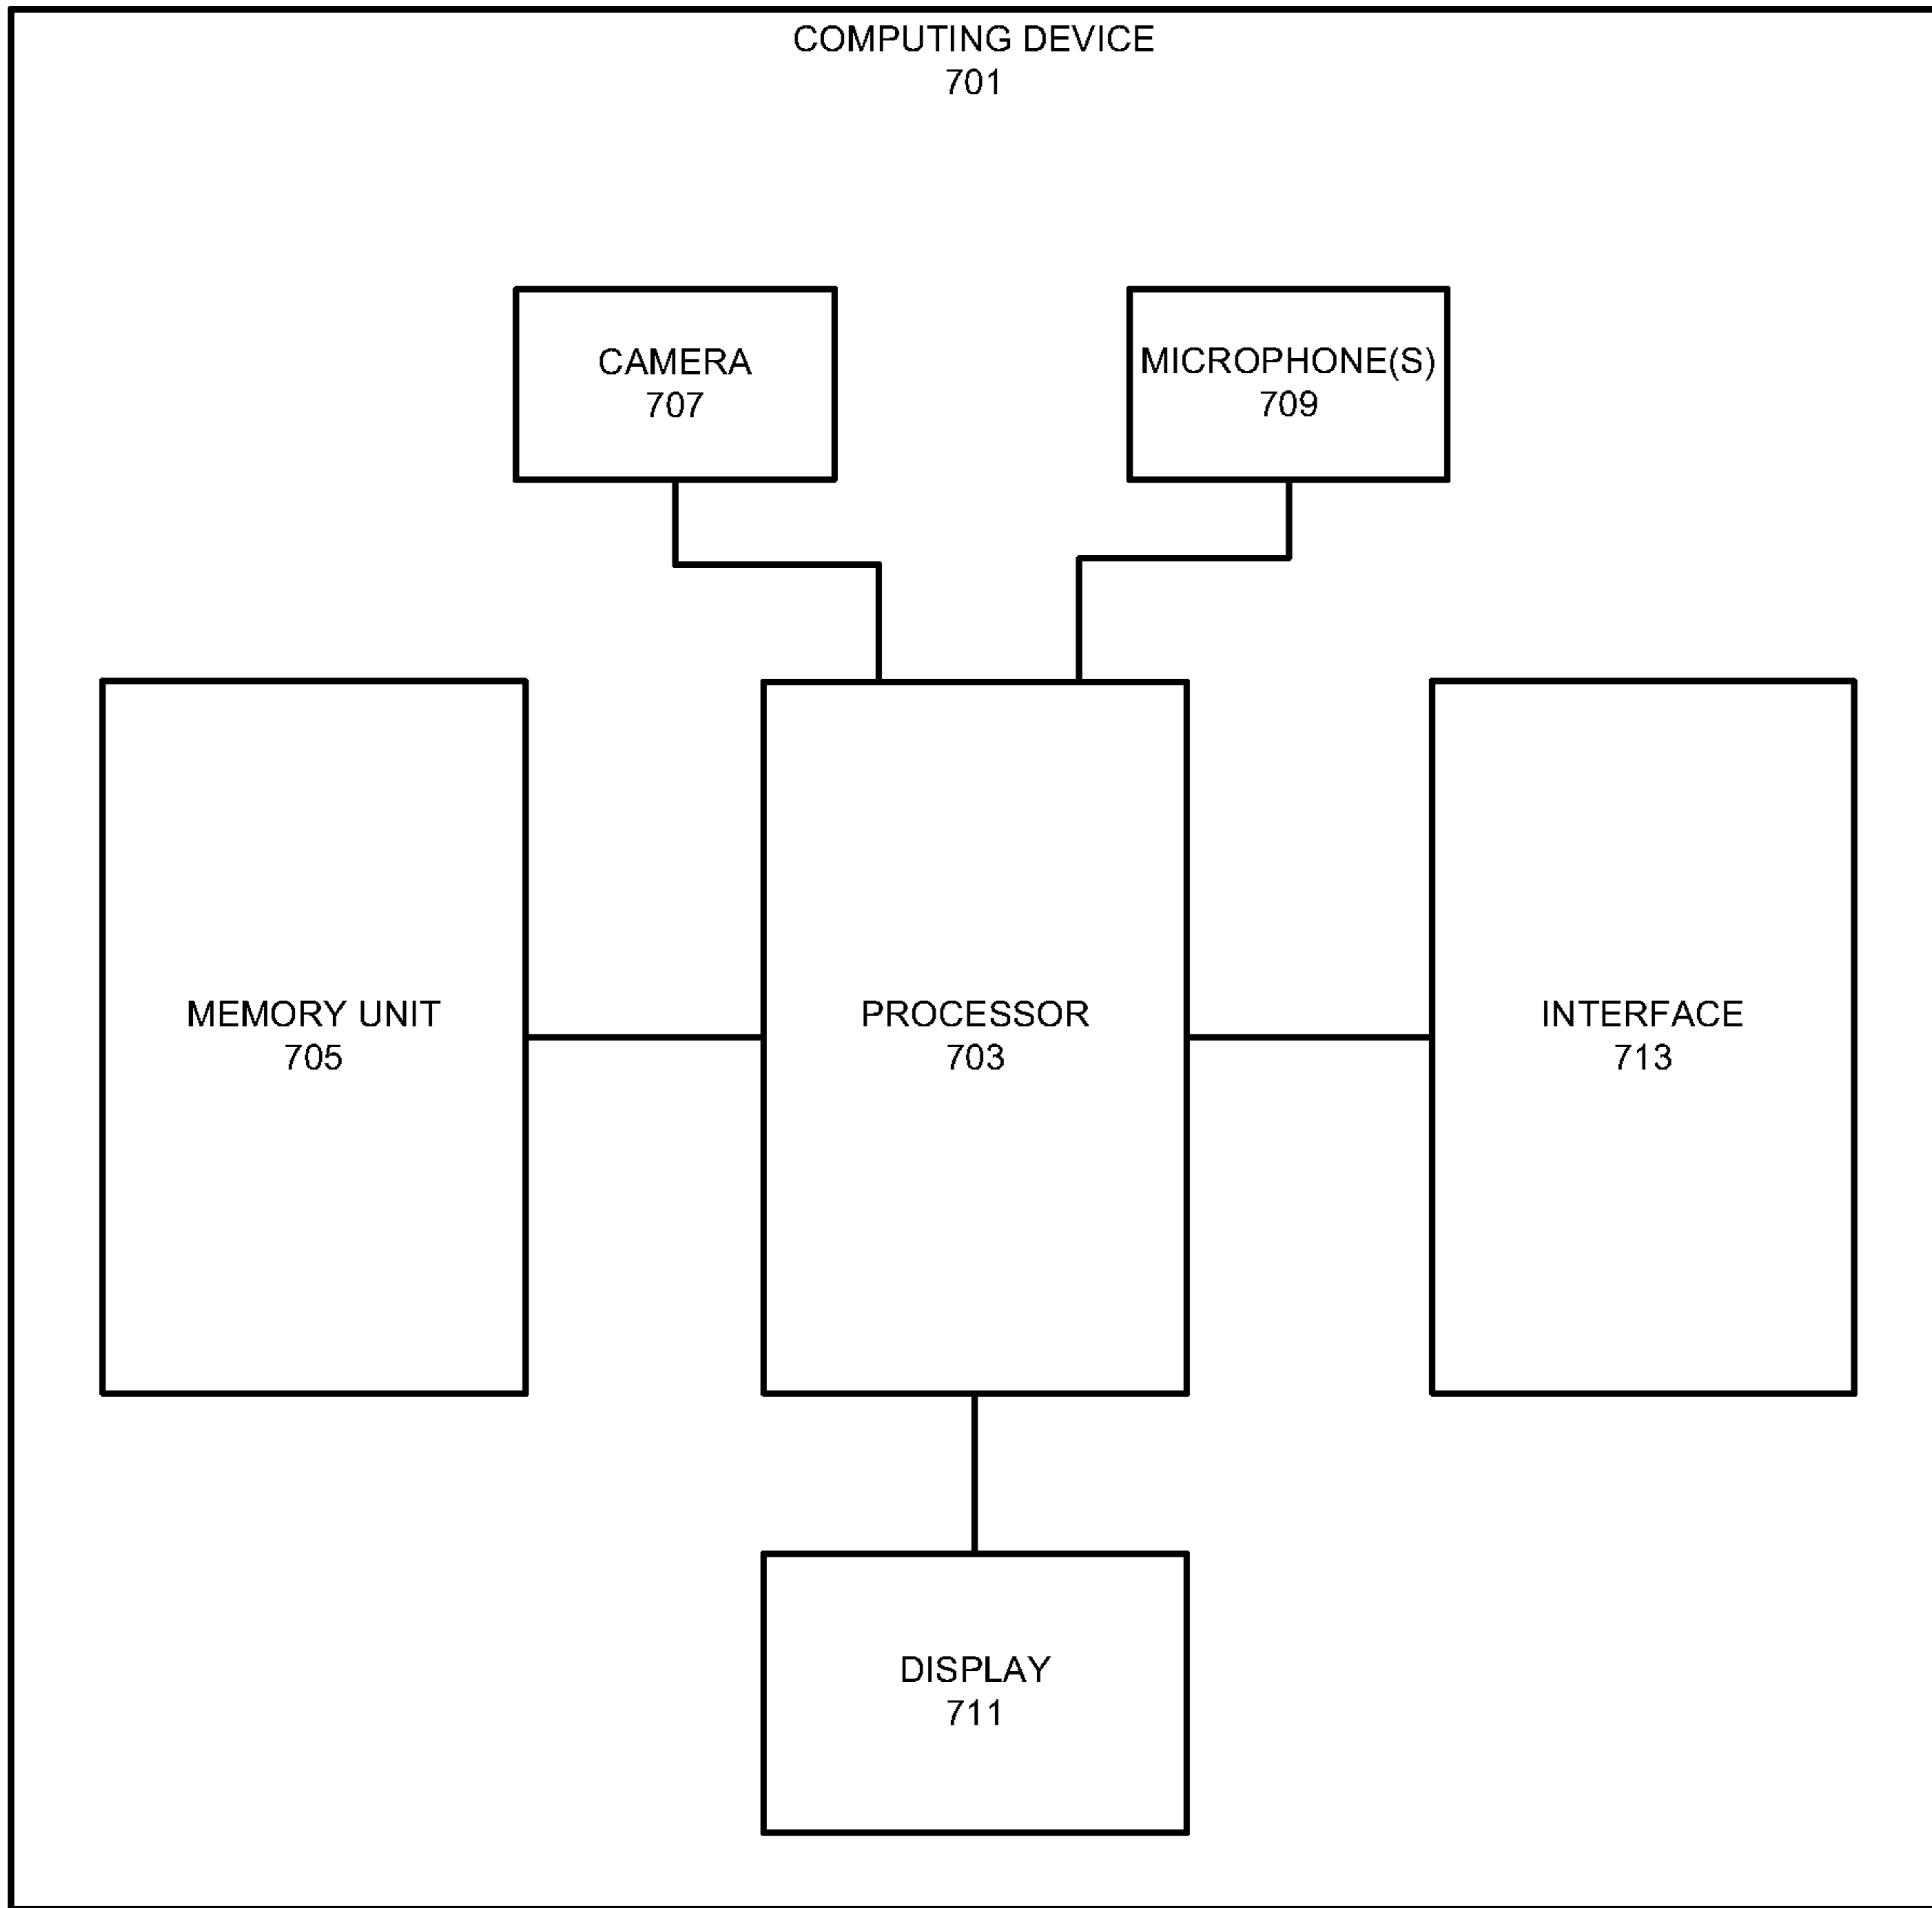 COMPUTING DEVICE
701
CAMERA
707
MICROPHONE(S)
709
MEMORY UNIT
705
PROCESSOR
703
INTERFACE
713
DISPLAY
711